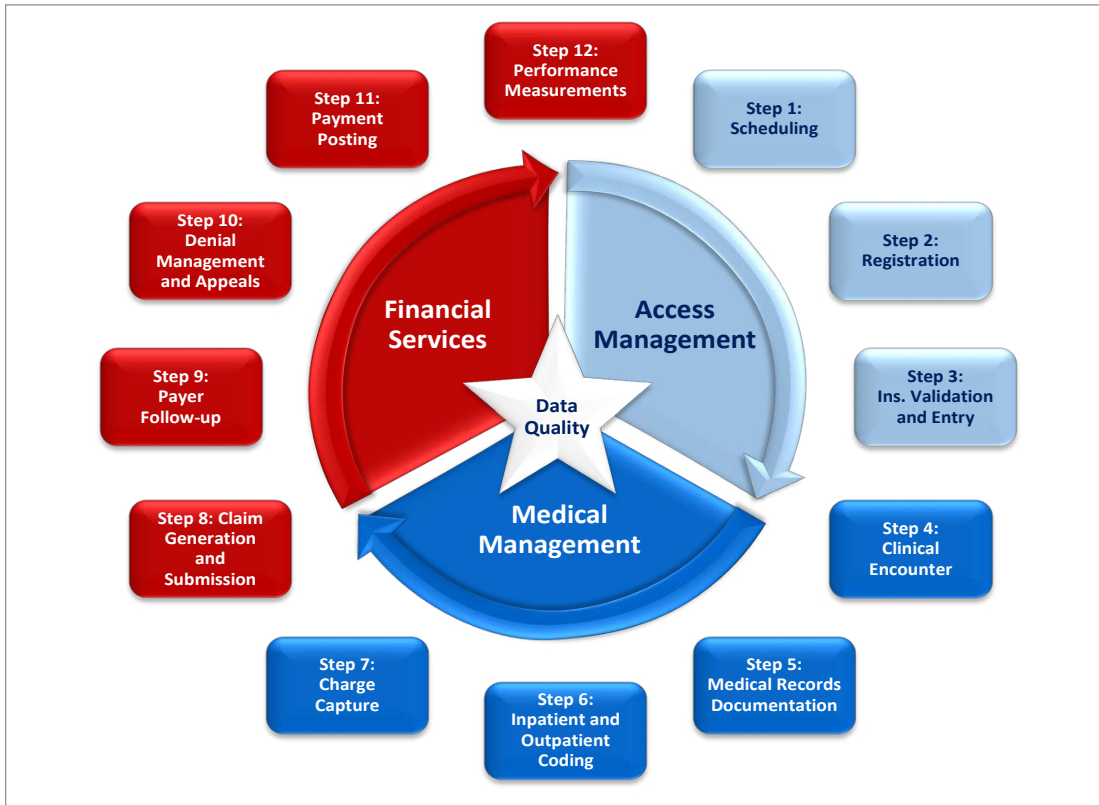 Step 12:
Performance
Measurements
Step 1:
Scheduling
Step 2:
Registration
Step 3:
Ins. Validation
and Entry
Step 4:
Clinical
Encounter
Step 5:
Medical Records
Documentation
Step 6:
Inpatient and
Outpatient
Coding
Step 7:
Charge
Capture
Step 8: Claim
Generation
and
Submission
Step 9:
Payer
Follow-up
Step 10:
Denial
Management
and Appeals
Step 11:
Payment
Posting
Financial
Services
Access
Management
Data
Quality
Medical
Management